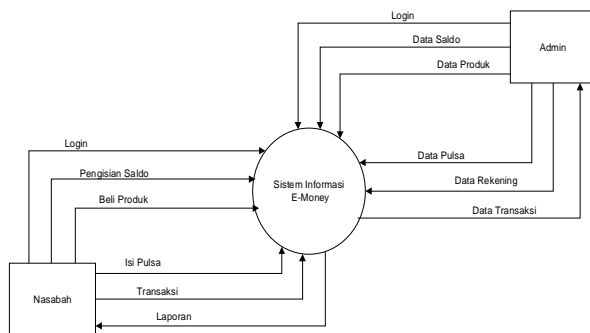 Login
Data Saldo
Data Produk
Admin
Login
Pengisian Saldo
Beli Produk
Sistem Informasi
E-Money
Data Pulsa
Data Rekening
Data Transaksi
Isi Pulsa
Transaksi
Laporan
Nasabah